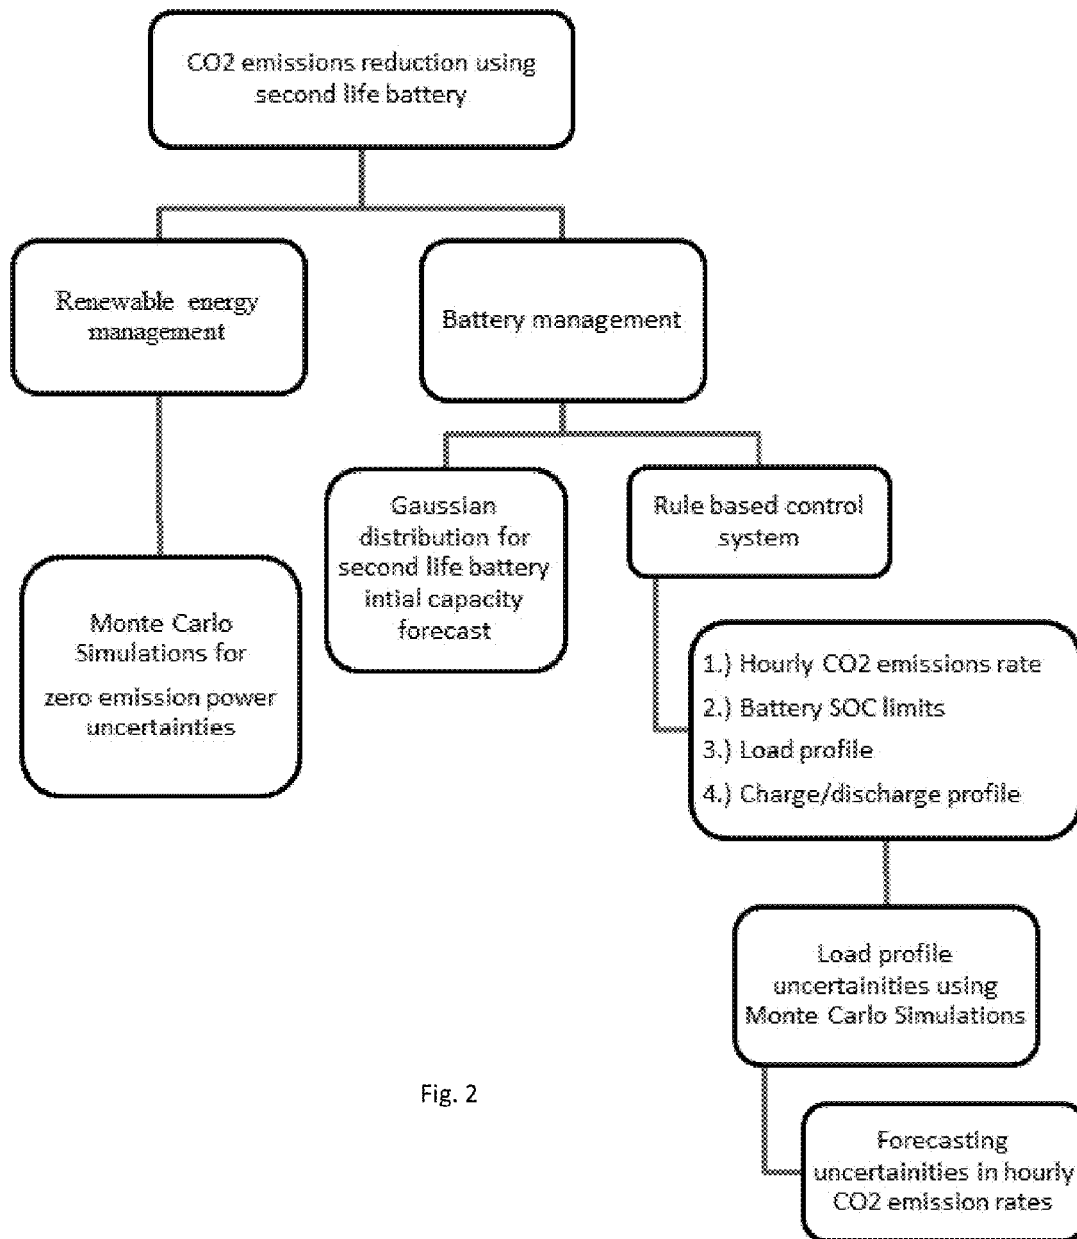 CO2 emissions reduction using
second life battery
Renewable energy
management
Battery management
Gaussian
distribution for
second life battery
intial capacity
forecast
Rule based control
system
Monte Carlo
Simulations for
zero emission power
uncertainties
1.) Hourly CO2 emissions rate
2.) Battery SOC limits
3.) Load profile
4.) Charge/discharge profile
Load profile
uncertainities using
Monte Carlo Simulations
Forecasting
uncertainities in hourly
CO2 emission rates
Fig. 2